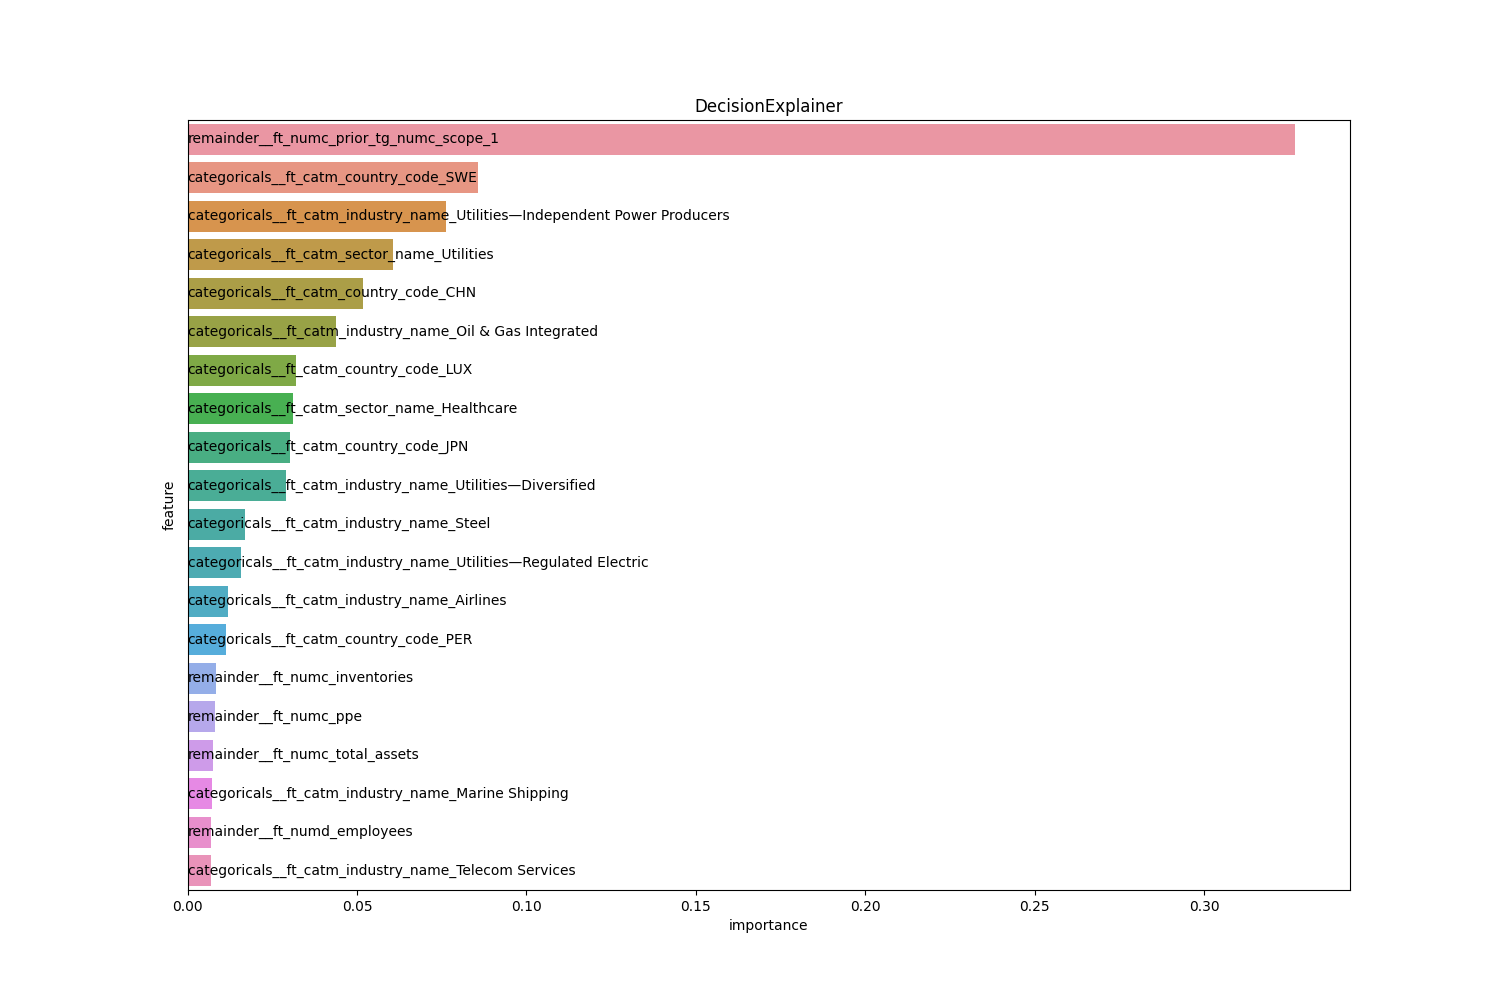 DecisionExplainer
remainder__ft_numc_prior_tg_numc_scope_1
categoricals__ft_catm_country_code_SWE
categoricals__ft_catm_industry_name_Utilities—Independent Power Producers
categoricals__ft_catm_sector_name_Utilities
categoricals__ft_catm_country_code_CHN
categoricals__ft_catm_industry_name_Oil & Gas Integrated
categoricals__ft_catm_country_code_LUX
categoricals__ft_catm_sector_name_Healthcare
categoricals__ft_catm_country_code_JPN
categoricals__ft_catm_industry_name_Utilities—Diversified
categoricals__ft_catm_industry_name_Steel
categoricals__ft_catm_industry_name_Utilities—Regulated Electric
categoricals__ft_catm_industry_name_Airlines
categoricals__ft_catm_country_code_PER
remainder__ft_numc_inventories
remainder__ft_numc_ppe
remainder__ft_numc_total_assets
categoricals__ft_catm_industry_name_Marine Shipping
remainder__ft_numd_employees
categoricals__ft_catm_industry_name_Telecom Services
feature
0.00 0.05 0.10 0.15 0.20 0.25 0.30
importance